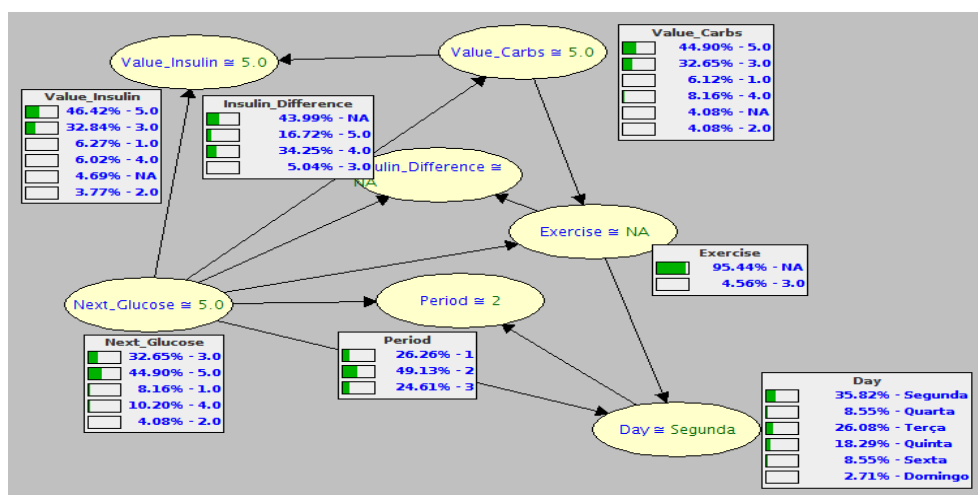 Value_Insulin ≅ 5.0
Value_Carbs ≅ 5.0
Value_Carbs
44.90% - 5.0
32.65% - 3.0
6.12% - 1.0
8.16% - 4.0
4.08% - NA
4.08% - 2.0
Value_Insulin
46.42% - 5.0
32.84% - 3.0
6.27% - 1.0
6.02% - 4.0
4.69% - NA
3.77% - 2.0
Insulin_Difference
43.99% - NA
16.72% - 5.0
34.25% - 4.0
5.04% - 3.0
ulin_Difference ≅
NA
Exercise ≅ NA
Exercise
95.44% - NA
4.56% - 3.0
Next_Glucose ≅ 5.0
Period ≅ 2
Next_Glucose
32.65% - 3.0
44.90% - 5.0
8.16% - 1.0
10.20% - 4.0
4.08% - 2.0
Period
26.26% - 1
49.13% - 2
24.61% - 3
Day ≅ Segunda
Day
35.82% - Segunda
8.55% - Quarta
26.08% - Terça
18.29% - Quinta
8.55% - Sexta
2.71% - Domingo